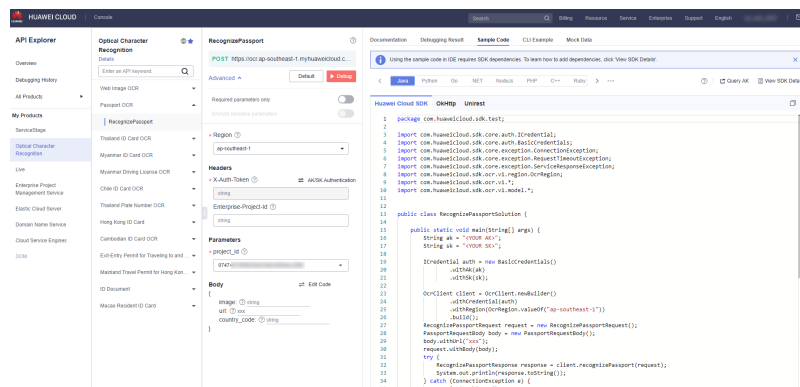 HUAWEI CLOUD
Console
Search
Billing
Resource
Service
Enterprise
Support
English
API Explorer
Overview
Debugging History
All Products
My Products
ServiceStage
Optical Character
Recognition
Live
Enterprise Project
Management Service
Elastic Cloud Server
Domain Name Service
Cloud Service Engines
Optical Character
Recognition
Details
Enter an API keyword.
Web Image OCR
Passport OCR
RecognizePassport
Thailand ID Card OCR
Myanmar ID Card OCR
Myanmar Driving License OCR
Chile ID Card OCR
Thailand Plate Number OCR
Hong Kong ID Card
Cambodian ID Card OCR
Exit-Entry Permit for Traveling to and ...
Mainland Travel Permit for Hong Kon...
ID Document
Macao Resident ID Card
RecognizePassport
POST https://ocr.ap-southeast-1.myhuaweicloud.c...
Advanced
Default
Debug
Required parameters only
Encrypt sensitive parameters
* Region
ap-southeast-1
Headers
* X-Auth-Token
AK/SK Authentication
string
Enterprise-Project-Id
string
Parameters
* project_id
Body
Edit Code
{
image: string
url: xxx
country_code: string
}
Documentation
Debugging Result
Sample Code
CLI Example
Mock Data
Using the sample code in IDE requires SDK dependencies. To learn how to add dependencies, click 'View SDK Details'.
Java
Python
Go
.NET
NodeJs
PHP
C++
Ruby
Query AK
View SDK Deta
Huawei Cloud SDK
OkHttp
Unirest
1 package com.huaweicloud.sdk.test;
2
3 import com.huaweicloud.sdk.core.auth.ICredential;
4 import com.huaweicloud.sdk.core.auth.BasicCredentials;
5 import com.huaweicloud.sdk.core.exception.ConnectionException;
6 import com.huaweicloud.sdk.core.exception.RequestTimeoutException;
7 import com.huaweicloud.sdk.core.exception.ServiceResponseException;
8 import com.huaweicloud.sdk.ocr.v1.region.OcrRegion;
9 import com.huaweicloud.sdk.ocr.v1.*;
10 import com.huaweicloud.sdk.ocr.v1.model.*;
11
12
13 public class RecognizePassportSolution {
14
15 public static void main(String[] args) {
16 String ak = "<YOUR AK>";
17 String sk = "<YOUR SK>";
18
19 ICredential auth = new BasicCredentials()
20 .withAk(ak)
21 .withSk(sk);
22
23 OcrClient client = OcrClient.newBuilder()
24 .withCredential(auth)
25 .withRegion(OcrRegion.valueOf("ap-southeast-1"))
26 .build();
27 RecognizePassportRequest request = new RecognizePassportRequest();
28 PassportRequestBody body = new PassportRequestBody();
29 body.withUrl("xxx");
30 request.withBody(body);
31 try {
32 RecognizePassportResponse response = client.recognizePassport(request);
33 System.out.println(response.toString());
34 } catch (ConnectionException e) {